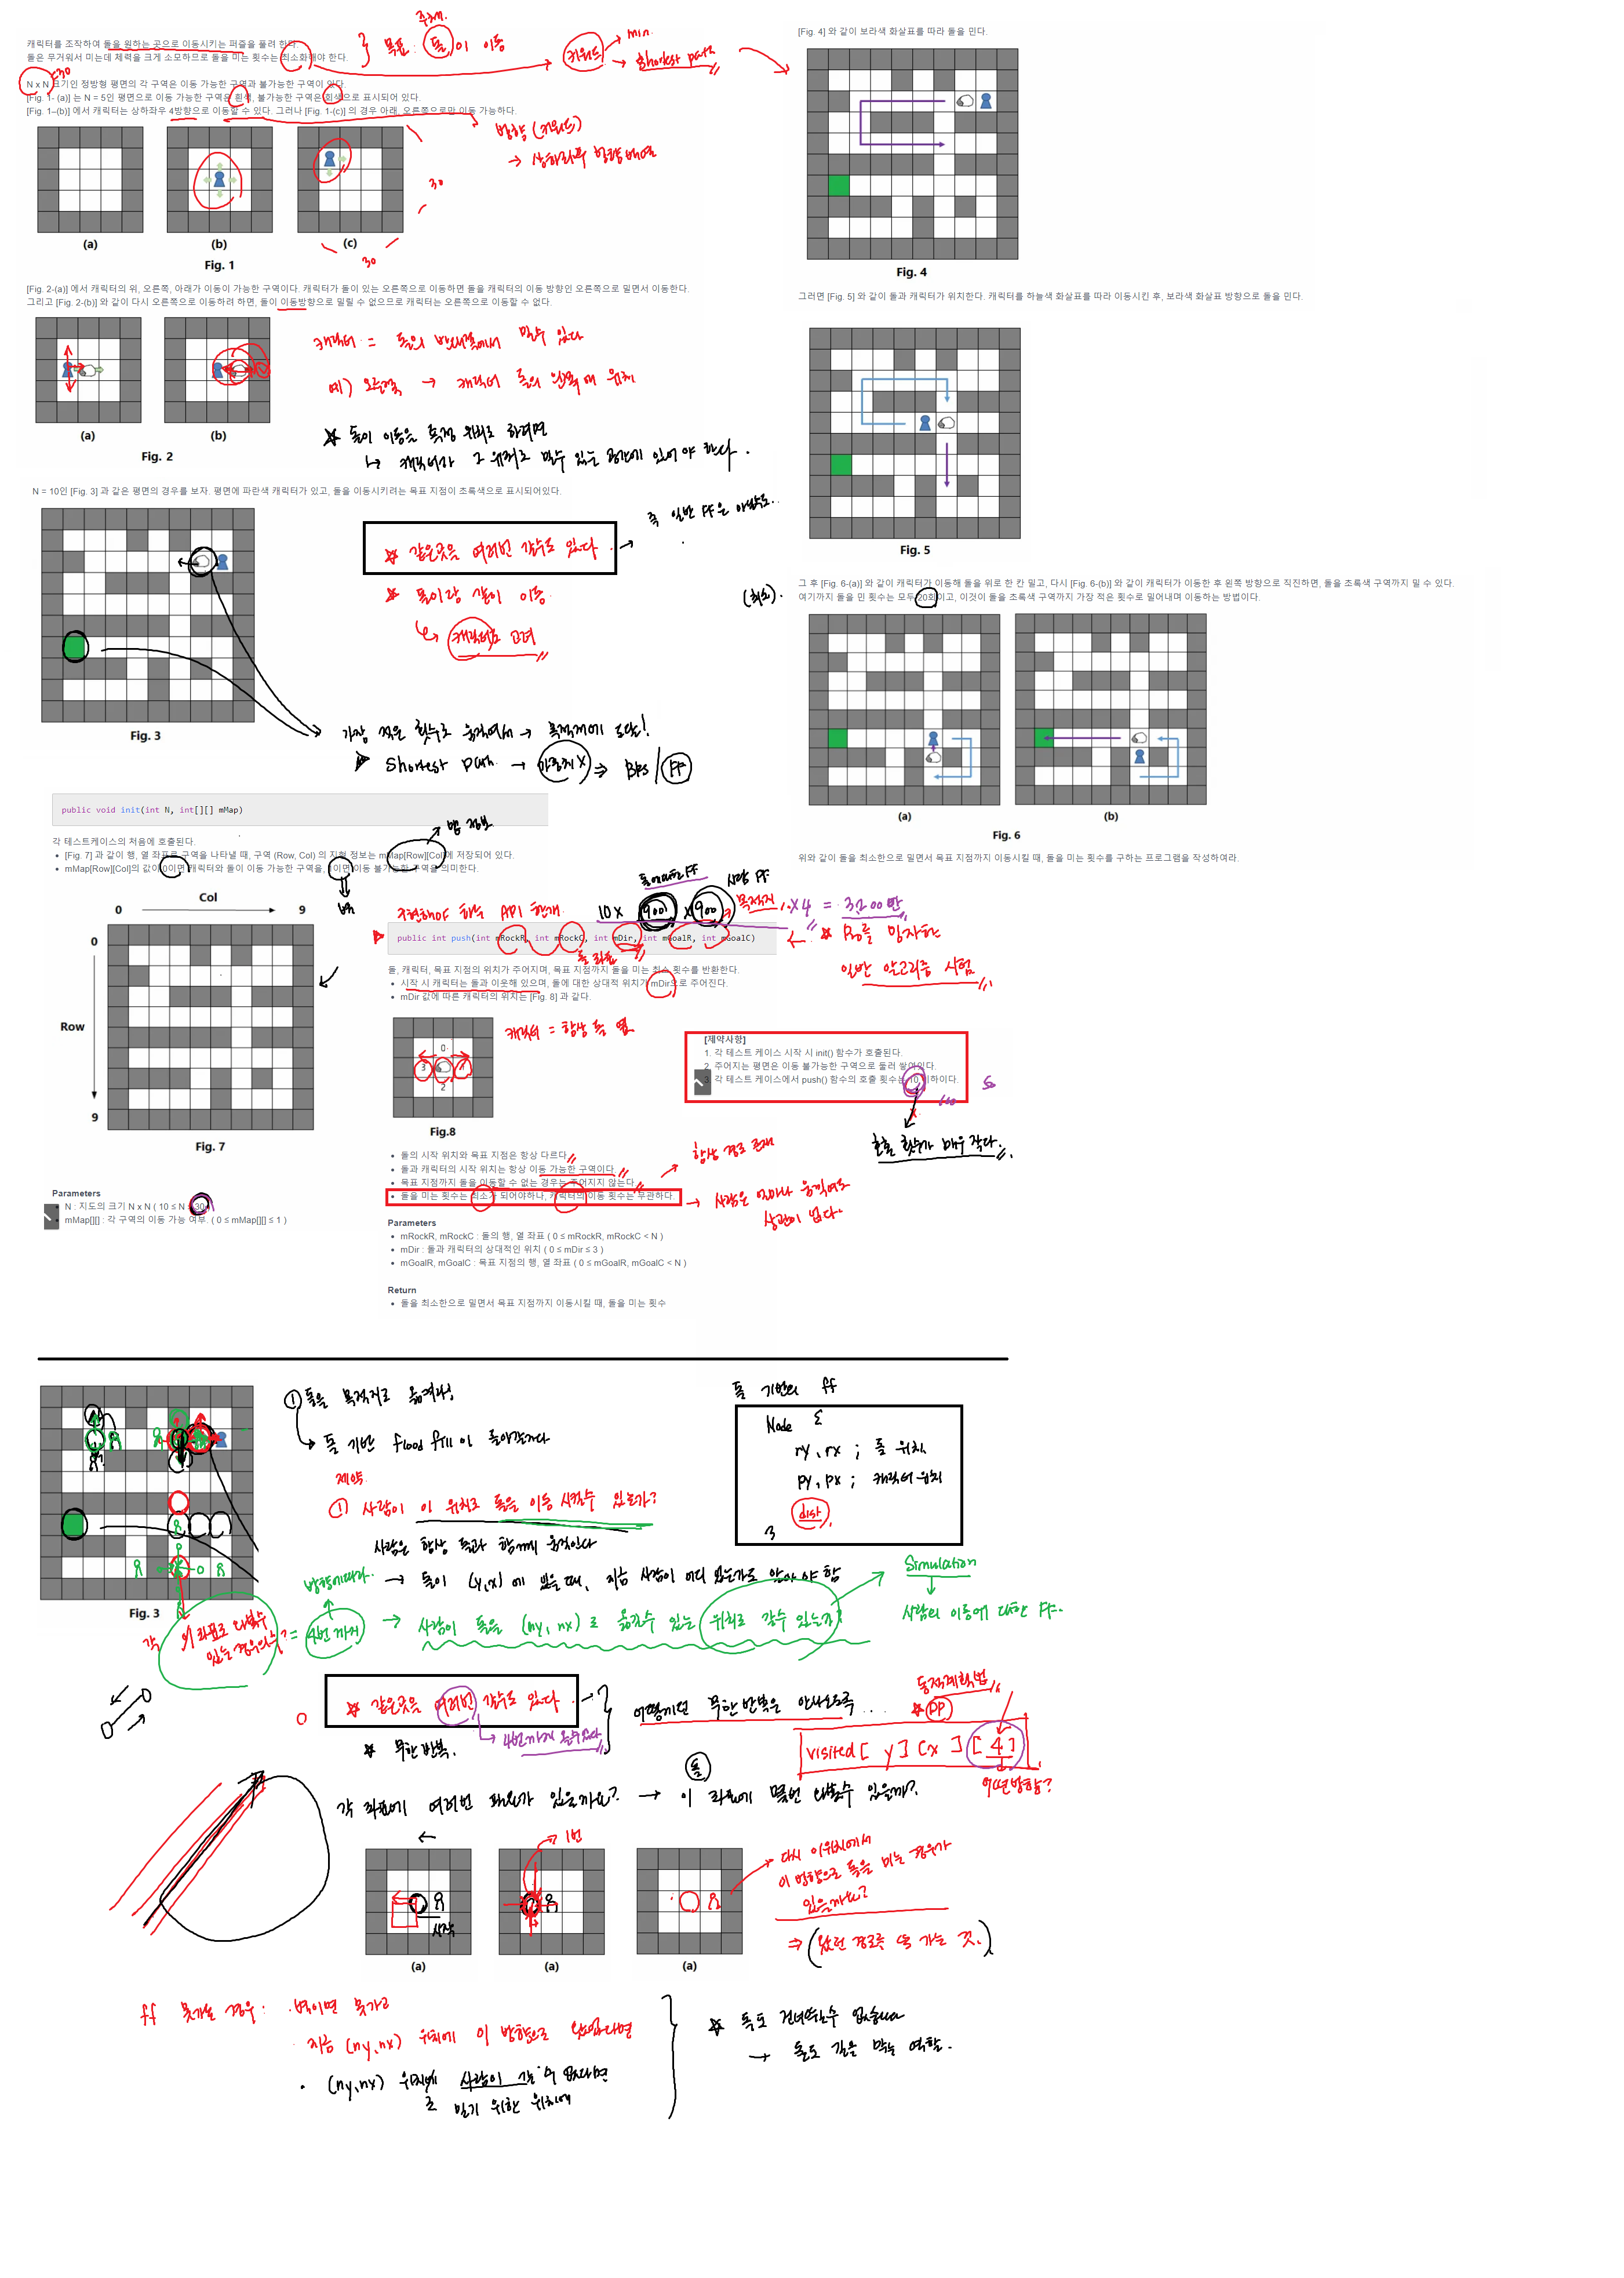 캐릭터를 조작하여 돌을 원하는 곳으로 이동시키는 퍼즐을 풀려 한다.
돌은 무거워서 미는데 체력을 크게 소모하므로 돌을 미는 횟수는 최소화해야 한다.
} 목표 : 돌이 이동
주체.
키워드
→ min.
→ Shortest path
≤30
N x N 크기인 정방형 평면의 각 구역은 이동 가능한 구역과 불가능한 구역이 있다.
[Fig. 1- (a)] 는 N = 5인 평면으로 이동 가능한 구역은 흰색, 불가능한 구역은 회색으로 표시되어 있다.
[Fig. 1–(b)] 에서 캐릭터는 상하좌우 4방향으로 이동할 수 있다. 그러나 [Fig. 1-(c)] 의 경우 아래, 오른쪽으로만 이동 가능하다.
방향 (키워드)
→ 상하좌우 방향배열
30
30
(a)
(b)
(c)
Fig. 1
[Fig. 2-(a)] 에서 캐릭터의 위, 오른쪽, 아래가 이동이 가능한 구역이다. 캐릭터가 돌이 있는 오른쪽으로 이동하면 돌을 캐릭터의 이동 방향인 오른쪽으로 밀면서 이동한다.
그리고 [Fig. 2-(b)] 와 같이 다시 오른쪽으로 이동하려 하면, 돌이 이동방향으로 밀릴 수 없으므로 캐릭터는 오른쪽으로 이동할 수 없다.
캐릭터 = 돌의 반대쪽에서 밀수 있다
예) 오른쪽 → 캐릭터 돌의 왼쪽에 위치
(a)
(b)
Fig. 2
돌이 이동을 특정 위치로 하려면
↳ 캐릭터가 그 위치로 밀수 있는 공간에 있어야 한다.
N = 10인 [Fig. 3] 과 같은 평면의 경우를 보자. 평면에 파란색 캐릭터가 있고, 돌을 이동시키려는 목표 지점이 초록색으로 표시되어있다.
같은곳을 여러번 갈수도 있다.
→ 즉 일반 FF은 아닐지도..
돌이랑 같이 이동.
↳ 캐릭터도 고려
Fig. 3
가장 적은 횟수로 움직여서 → 목적지에 도달!
Shortest Path. → 가중치 X ⇒ BFS / FF
[Fig. 4] 와 같이 보라색 화살표를 따라 돌을 민다.
Fig. 4
그러면 [Fig. 5] 와 같이 돌과 캐릭터가 위치한다. 캐릭터를 하늘색 화살표를 따라 이동시킨 후, 보라색 화살표 방향으로 돌을 민다.
Fig. 5
그 후 [Fig. 6-(a)] 와 같이 캐릭터가 이동해 돌을 위로 한 칸 밀고, 다시 [Fig. 6-(b)] 와 같이 캐릭터가 이동한 후 왼쪽 방향으로 직진하면, 돌을 초록색 구역까지 밀 수 있다.
여기까지 돌을 민 횟수는 모두 20회이고, 이것이 돌을 초록색 구역까지 가장 적은 횟수로 밀어내며 이동하는 방법이다.
(최소).
(a)
(b)
Fig. 6
위와 같이 돌을 최소한으로 밀면서 목표 지점까지 이동시킬 때, 돌을 미는 횟수를 구하는 프로그램을 작성하여라.
public void init(int N, int[][] mMap)
각 테스트케이스의 처음에 호출된다.
• [Fig. 7] 과 같이 행, 열 좌표로 구역을 나타낼 때, 구역 (Row, Col) 의 지형 정보는 mMap[Row][Col]에 저장되어 있다.
• mMap[Row][Col]의 값이 0이면 캐릭터와 돌이 이동 가능한 구역을, 1이면 이동 불가능한 구역을 의미한다.
맵 정보
벽
Col
0
9
0
Row
9
Fig. 7
Parameters
• N : 지도의 크기 N x N ( 10 ≤ N ≤ 30 )
• mMap[][] : 각 구역의 이동 가능 여부. ( 0 ≤ mMap[][] ≤ 1 )
구현해야 하는 API 한개.
돌에대한 FF
사람 FF
10 x 900 x 900 x4 = 3200만
목적지
public int push(int mRockR, int mRockC, int mDir, int mGoalR, int mGoalC)
돌 좌표
일반 알고리즘 시험
돌, 캐릭터, 목표 지점의 위치가 주어지며, 목표 지점까지 돌을 미는 최소 횟수를 반환한다.
• 시작 시 캐릭터는 돌과 이웃해 있으며, 돌에 대한 상대적 위치가 mDir으로 주어진다.
• mDir 값에 따른 캐릭터의 위치는 [Fig. 8] 과 같다.
0
3
1
2
Fig.8
캐릭터 = 항상 돌 옆
[제약사항]
1. 각 테스트 케이스 시작 시 init() 함수가 호출된다.
2. 주어지는 평면은 이동 불가능한 구역으로 둘러 쌓여있다.
3. 각 테스트 케이스에서 push() 함수의 호출 횟수는 10 이하이다.
호출 횟수가 매우 작다.
• 돌의 시작 위치와 목표 지점은 항상 다르다.
• 돌과 캐릭터의 시작 위치는 항상 이동 가능한 구역이다.
• 목표 지점까지 돌을 이동할 수 없는 경우는 주어지지 않는다.
• 돌을 미는 횟수는 최소가 되어야하나, 캐릭터의 이동 횟수는 무관하다.
항상 경로 존재
→ 사람은 얼마나 움직여도
상관이 없다.
Parameters
• mRockR, mRockC : 돌의 행, 열 좌표 ( 0 ≤ mRockR, mRockC < N )
• mDir : 돌과 캐릭터의 상대적인 위치 ( 0 ≤ mDir ≤ 3 )
• mGoalR, mGoalC : 목표 지점의 행, 열 좌표 ( 0 ≤ mGoalR, mGoalC < N )
Return
• 돌을 최소한으로 밀면서 목표 지점까지 이동시킬 때, 돌을 미는 횟수
Fig. 3
① 돌을 목적지로 옮겨라!
→ 돌 기반 flood fill이 돌아간다
제약.
① 사람이 이 위치로 돌을 이동 시킬수 있는가?
사람은 항상 돌과 함께 움직인다
→ 돌이 (y,x)에 있을때, 지금 사람이 어디 있는가도 알아야 함
방향에따라.
= 4번 까지
→ 사람이 돌을 (ny, nx)로 옮길수 있는 위치로 갈수 있는가?
Simulation
사람의 이동에 대한 FF.
돌 기반의 ff
Node {
ry, rx ; 돌 위치.
py, px ; 캐릭터 위치
dist
}
같은곳을 여러번 갈수도 있다.
4번까지 올수있다
무한 반복.
어떻게하던 무한 반복을 안하도록 ...
동적계획법
DP
visited [ y ] [x ] [ 4 ]
어떤방향?
돌
각 좌표에 여러번 방문할 필요가 있을까요? → 이 좌표에 몇번 나올수 있을까?
←
시작
1번
(a)
(a)
(a)
다시 이위치에서
이 방향으로 돌을 미는 경우가
있을까요?
⇒ (왔던 경로를 또 가는 것.)
ff 못가는 경우 : · 벽이면 못가고
· 지금 (ny, nx) 위치에 이 방향으로 왔었다면
· (ny, nx) 위치에 사람이 갈 수 없다면
로 밀기 위한 위치에
돌도 건너뛸수 없습니다
→ 돌도 길을 막는 역할.